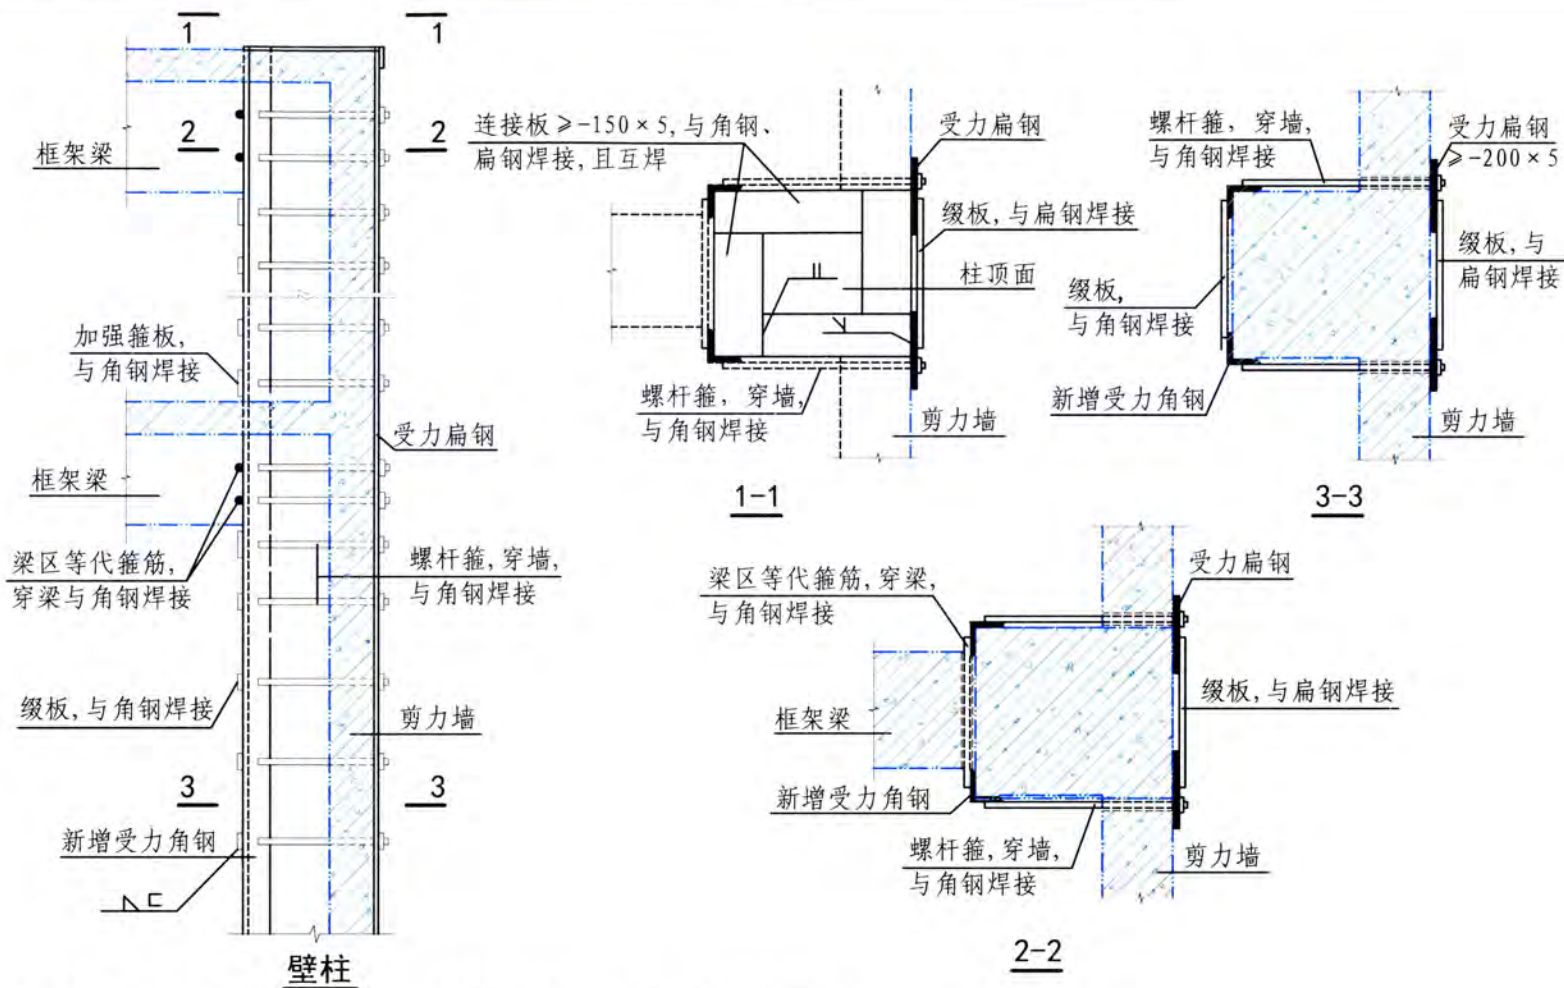 1
1
2
2
框架梁
加强箍板,
与角钢焊接
受力扁钢
框架梁
梁区等代箍筋,
穿梁与角钢焊接
螺杆箍,穿墙,
与角钢焊接
缀板,与角钢焊接
剪力墙
3
3
新增受力角钢
壁柱
连接板≥-150×5,与角钢、
扁钢焊接,且互焊
受力扁钢
缀板,与扁钢焊接
柱顶面
螺杆箍，穿墙,
与角钢焊接
剪力墙
1-1
螺杆箍，穿墙,
与角钢焊接
受力扁钢
≥-200×5
缀板,
与角钢焊接
缀板,与
扁钢焊接
新增受力角钢
剪力墙
3-3
梁区等代箍筋,穿梁,
与角钢焊接
受力扁钢
框架梁
缀板,与扁钢焊接
新增受力角钢
螺杆箍,穿墙,
与角钢焊接
剪力墙
2-2